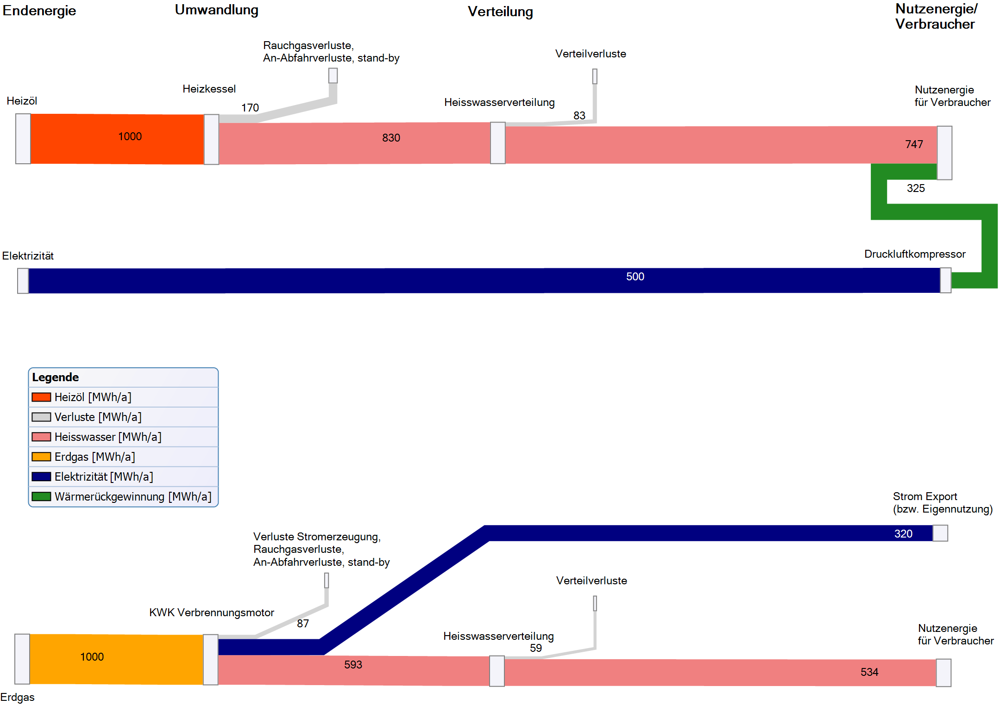 Endenergie
Umwandlung
Verteilung
Nutzenergie/
Verbraucher
Rauchgasverluste,
An-Abfahrverluste, stand-by
Verteilverluste
Heizkessel
Heizöl
170
Heisswasserverteilung
83
Nutzenergie
für Verbraucher
1000
830
747
325
Elektrizität
Druckluftkompressor
500
Legende
Heizöl [MWh/a]
Verluste [MWh/a]
Heisswasser [MWh/a]
Erdgas [MWh/a]
Elektrizität [MWh/a]
Wärmerückgewinnung [MWh/a]
Strom Export
(bzw. Eigennutzung)
320
Verluste Stromerzeugung,
Rauchgasverluste,
An-Abfahrverluste, stand-by
Verteilverluste
KWK Verbrennungsmotor
87
Heisswasserverteilung
59
Nutzenergie
für Verbraucher
1000
593
534
Erdgas